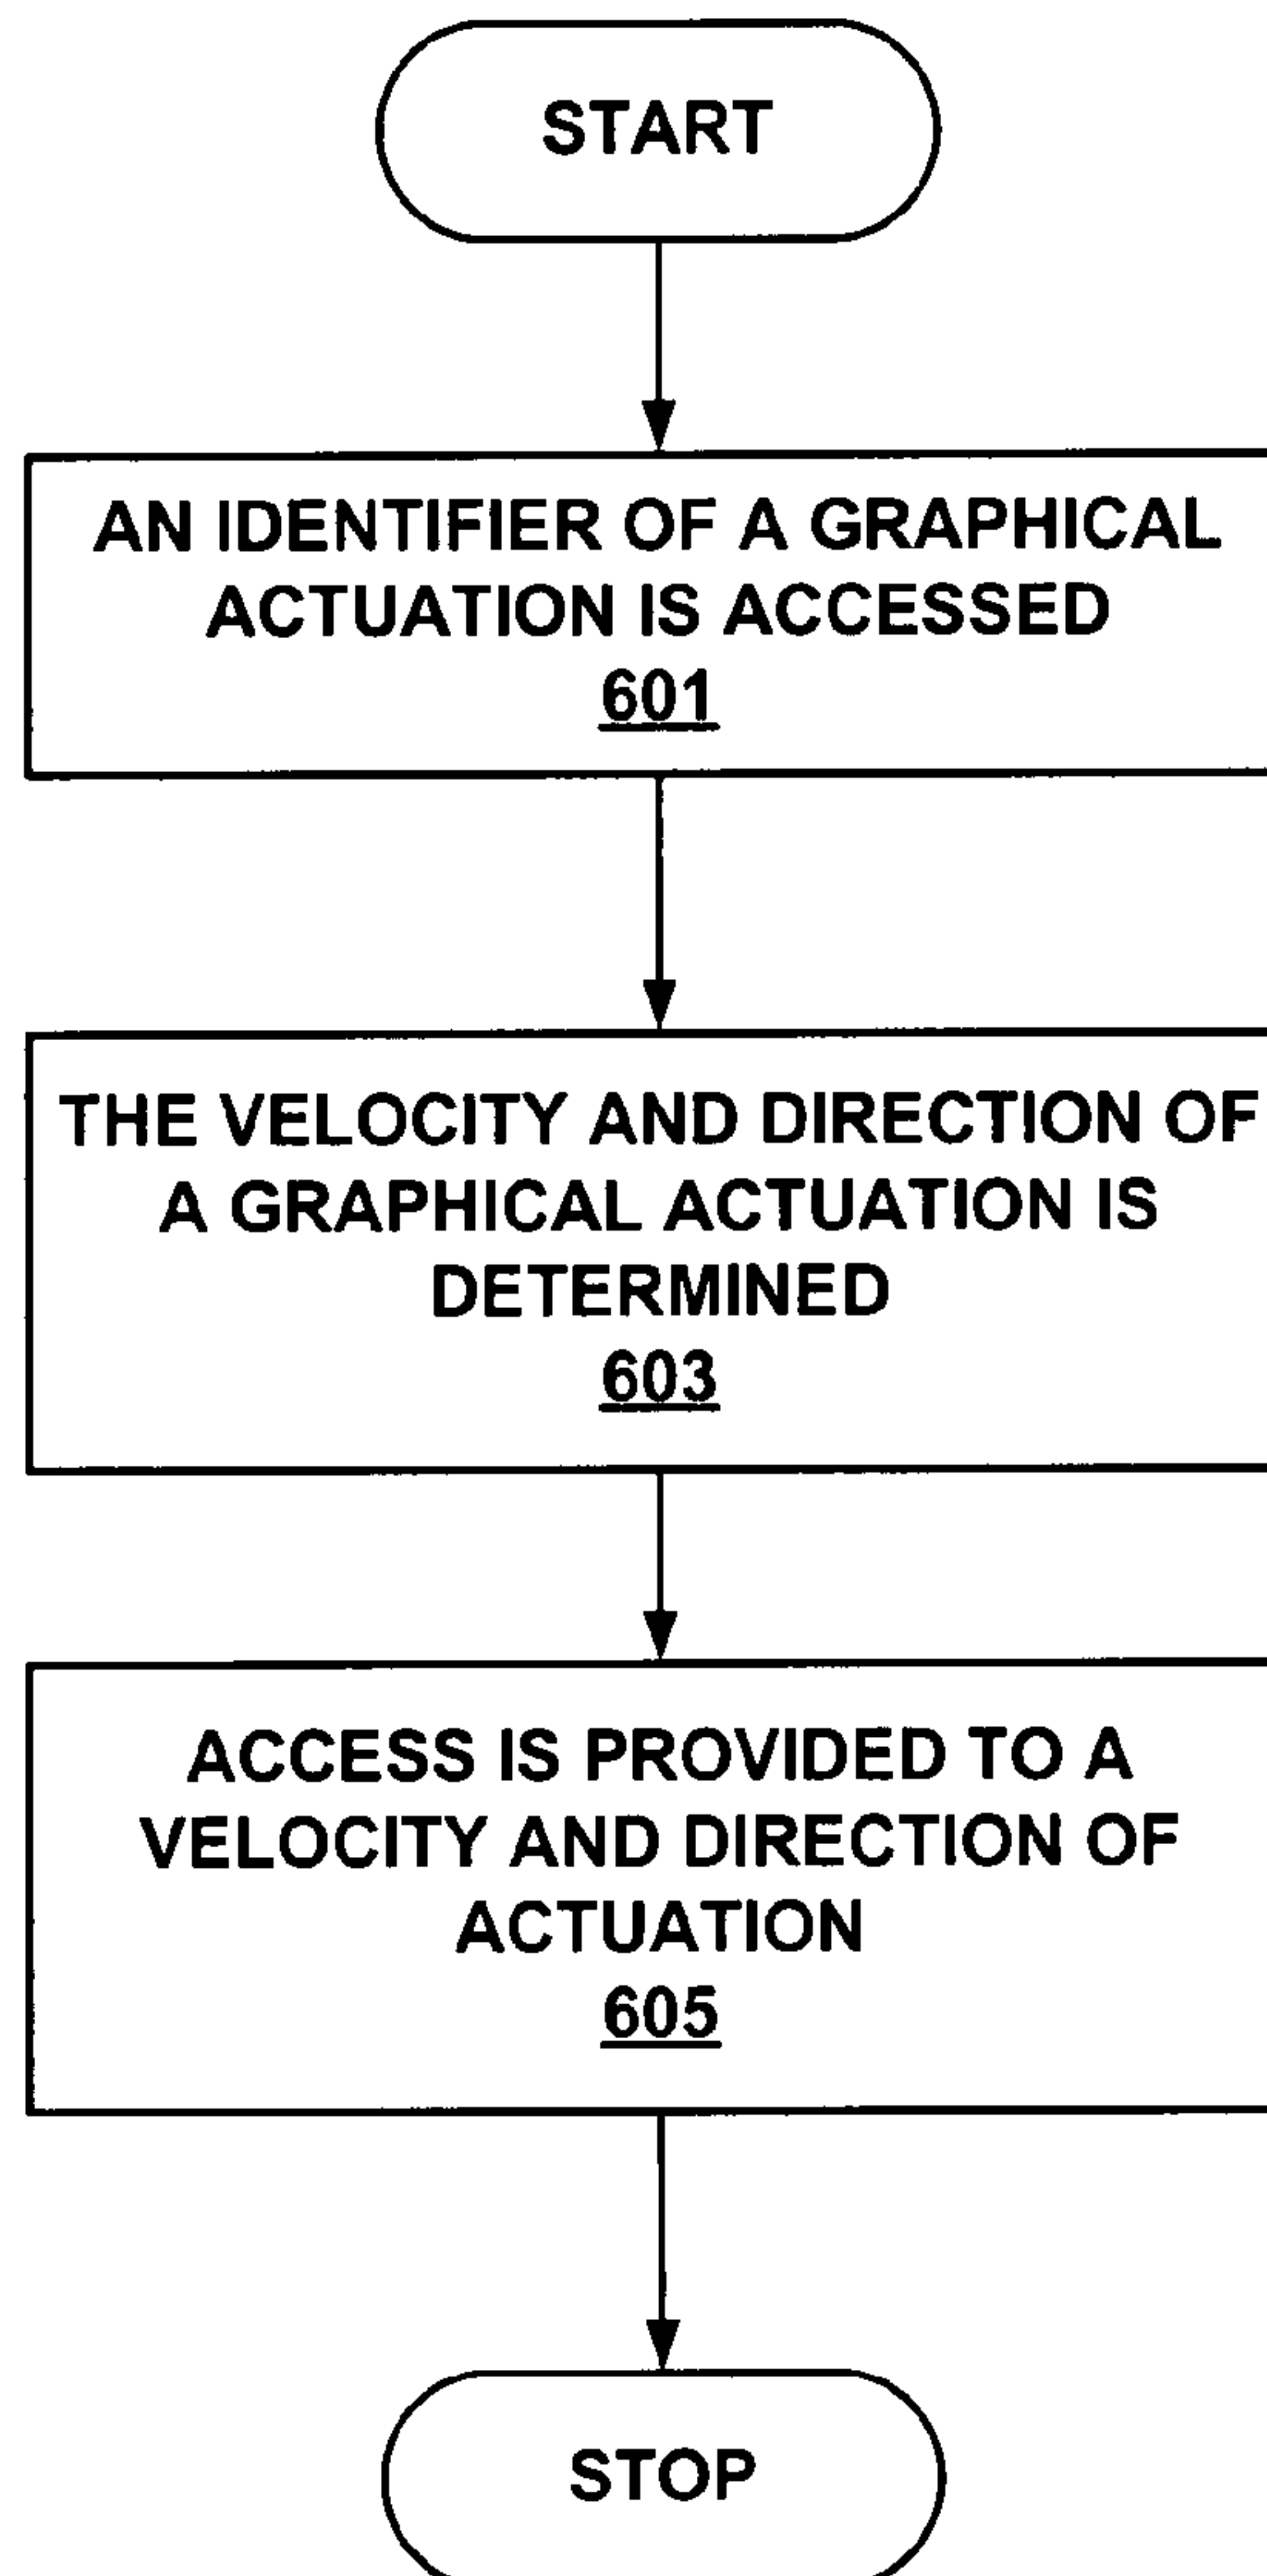 START
AN IDENTIFIER OF A GRAPHICAL
ACTUATION IS ACCESSED
601
THE VELOCITY AND DIRECTION OF
A GRAPHICAL ACTUATION IS
DETERMINED
603
ACCESS IS PROVIDED TO A
VELOCITY AND DIRECTION OF
ACTUATION
605
STOP